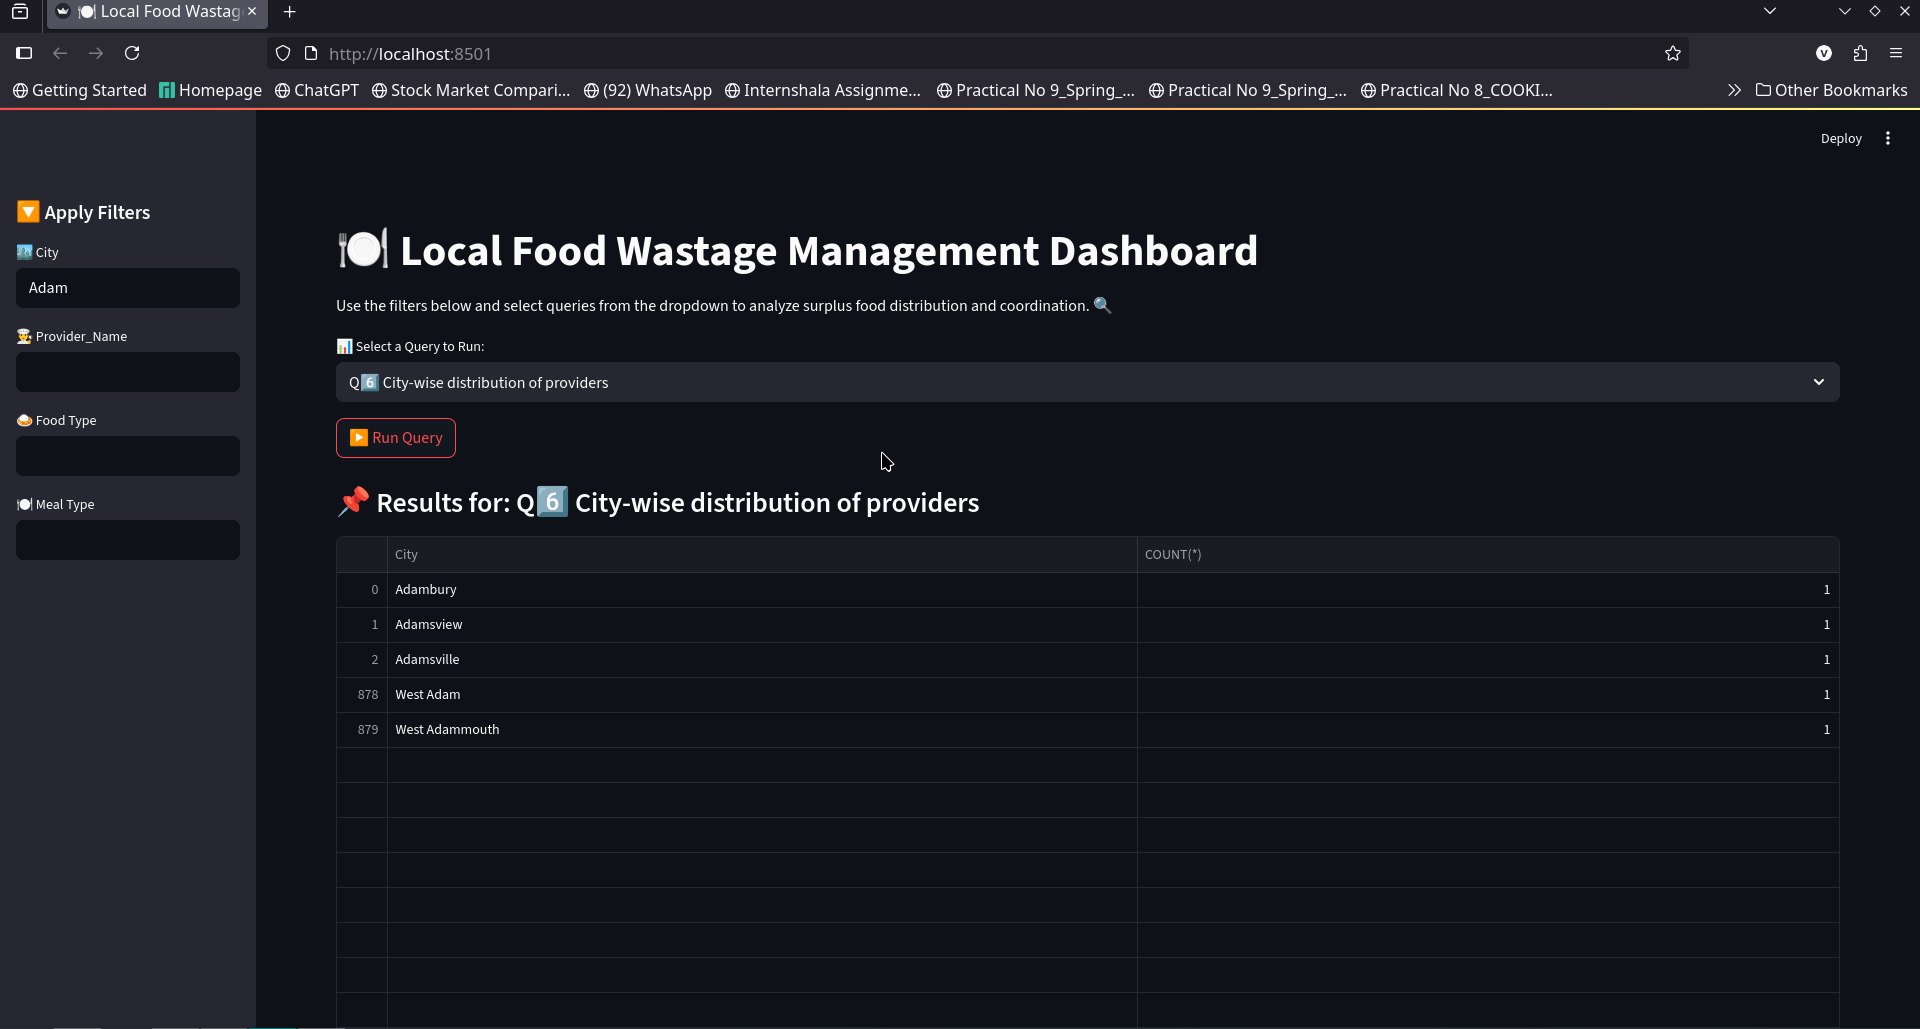 🍽️ Local Food Wastag
http://localhost:8501
Getting Started Homepage ChatGPT Stock Market Compari... (92) WhatsApp Internshala Assignme... Practical No 9_Spring_... Practical No 9_Spring_... Practical No 8_COOKI... Other Bookmarks
Deploy
🔽 Apply Filters
🏙️ City
Adam
👨‍🍳 Provider_Name
🍛 Food Type
🍽️ Meal Type
🍽️ Local Food Wastage Management Dashboard
Use the filters below and select queries from the dropdown to analyze surplus food distribution and coordination. 🔍
📊 Select a Query to Run:
Q6️⃣ City-wise distribution of providers
▶️ Run Query
📌 Results for: Q6️⃣ City-wise distribution of providers
City COUNT(*)
0 Adambury 1
1 Adamsview 1
2 Adamsville 1
878 West Adam 1
879 West Adammouth 1